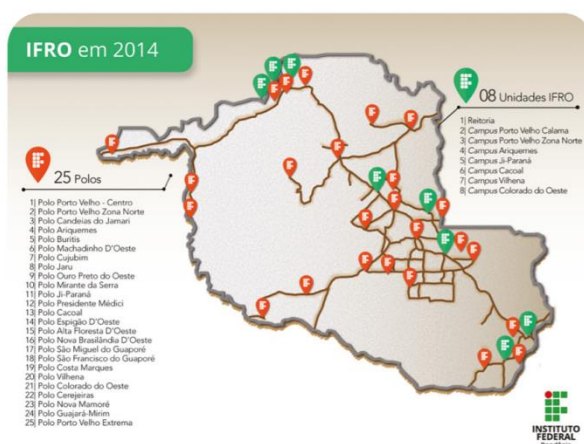 IFRO em 2014
08 Unidades IFRO
1| Reitoria
2| Campus Porto Velho Calama
3| Campus Porto Velho Zona Norte
4| Campus Ariquemes
5| Campus Ji-Paraná
6| Campus Cacoal
7| Campus Vilhena
8| Campus Colorado do Oeste
25 Polos
1| Polo Porto Velho - Centro
2| Polo Porto Velho Zona Norte
3| Polo Candeias do Jamari
4| Polo Ariquemes
5| Polo Buritis
6| Polo Machadinho D'Oeste
7| Polo Cujubim
8| Polo Jaru
9| Polo Ouro Preto do Oeste
10| Polo Mirante da Serra
11| Polo Ji-Paraná
12| Polo Presidente Médici
13| Polo Cacoal
14| Polo Espigão D'Oeste
15| Polo Alta Floresta D'Oeste
16| Polo Nova Brasilândia D'Oeste
17| Polo São Miguel do Guaporé
18| Polo São Francisco do Guaporé
19| Polo Costa Marques
20| Polo Vilhena
21| Polo Colorado do Oeste
22| Polo Cerejeiras
23| Polo Nova Mamoré
24| Polo Guajará-Mirim
25| Polo Porto Velho Extrema
INSTITUTO
FEDERAL